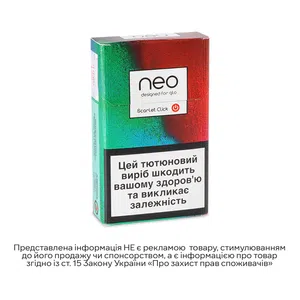 neo
designed for glo
Scarlet Click
Цей тютюновий
виріб шкодить
вашому здоров'ю
та викликає
залежність
Представлена інформація НЕ є рекламою товару, стимулюванням
до його продажу чи спонсорством, а є інформацією про товар
згідно із ст. 15 Закону України «Про захист прав споживачів»